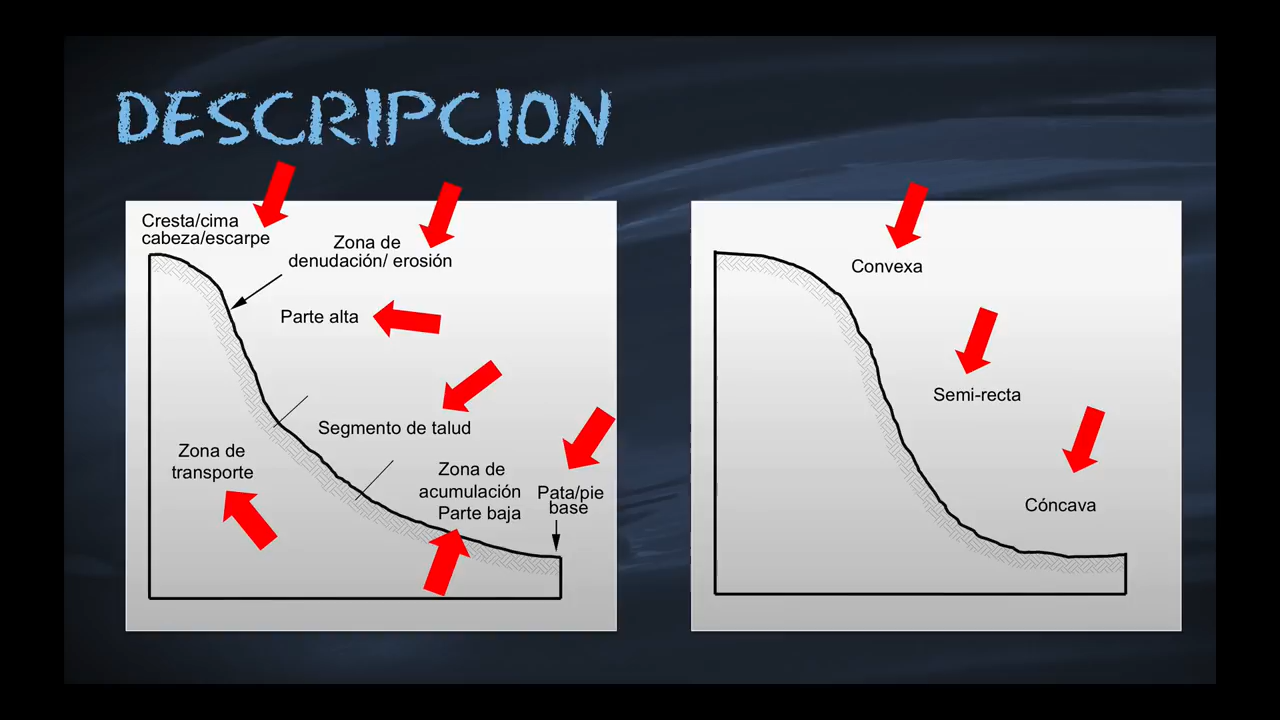 DESCRIPCION
Cresta/cima
cabeza/escarpe
Zona de
denudación/ erosión
Parte alta
Segmento de talud
Zona de
transporte
Zona de
acumulación
Parte baja
Pata/pie
base
Convexa
Semi-recta
Cóncava